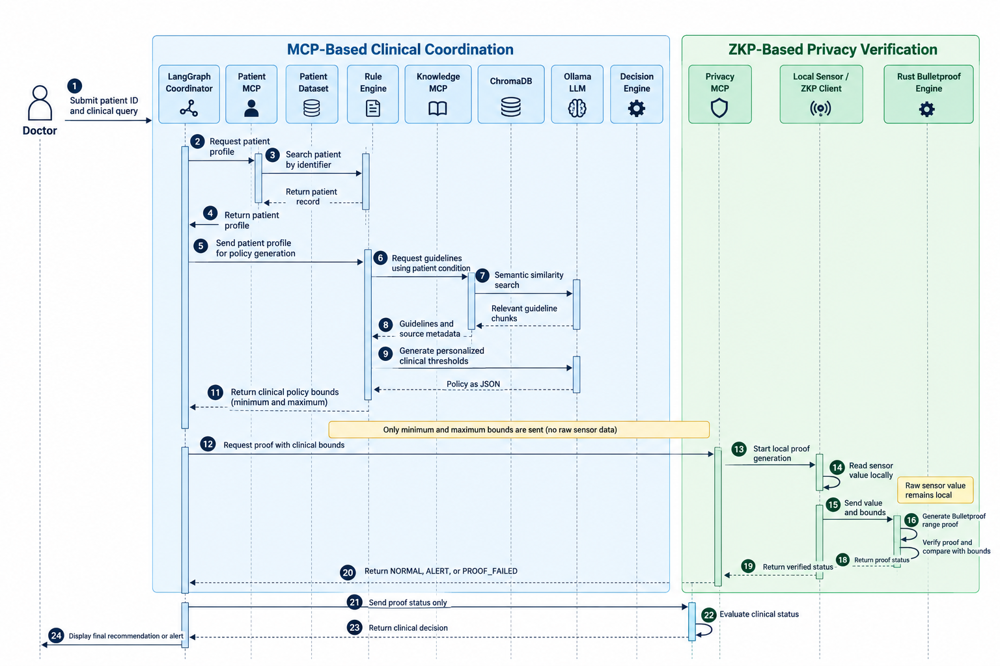 MCP-Based Clinical Coordination
ZKP-Based Privacy Verification
LangGraph
Coordinator
Patient
MCP
Patient
Dataset
Rule
Engine
Knowledge
MCP
ChromaDB
Ollama
LLM
Decision
Engine
Privacy
MCP
Local Sensor /
ZKP Client
Rust Bulletproof
Engine
Doctor
1
Submit patient ID
and clinical query
2
Request patient
profile
3
Search patient
by identifier
Return patient
record
4
Return patient
profile
5
Send patient profile
for policy generation
6
Request guidelines
using patient condition
7
Semantic similarity
search
Relevant guideline
chunks
8
Guidelines and
source metadata
9
Generate personalized
clinical thresholds
Policy as JSON
11
Return clinical policy bounds
(minimum and maximum)
Only minimum and maximum bounds are sent (no raw sensor data)
12
Request proof with clinical bounds
13
Start local proof
generation
14
Read sensor
value locally
Raw sensor value
remains local
15
Send value
and bounds
16
Generate Bulletproof
range proof
Verify proof and
compare with bounds
18
Return proof status
19
Return verified status
20
Return NORMAL, ALERT, or PROOF_FAILED
21
Send proof status only
22
Evaluate clinical status
23
Return clinical decision
24
Display final recommendation or alert